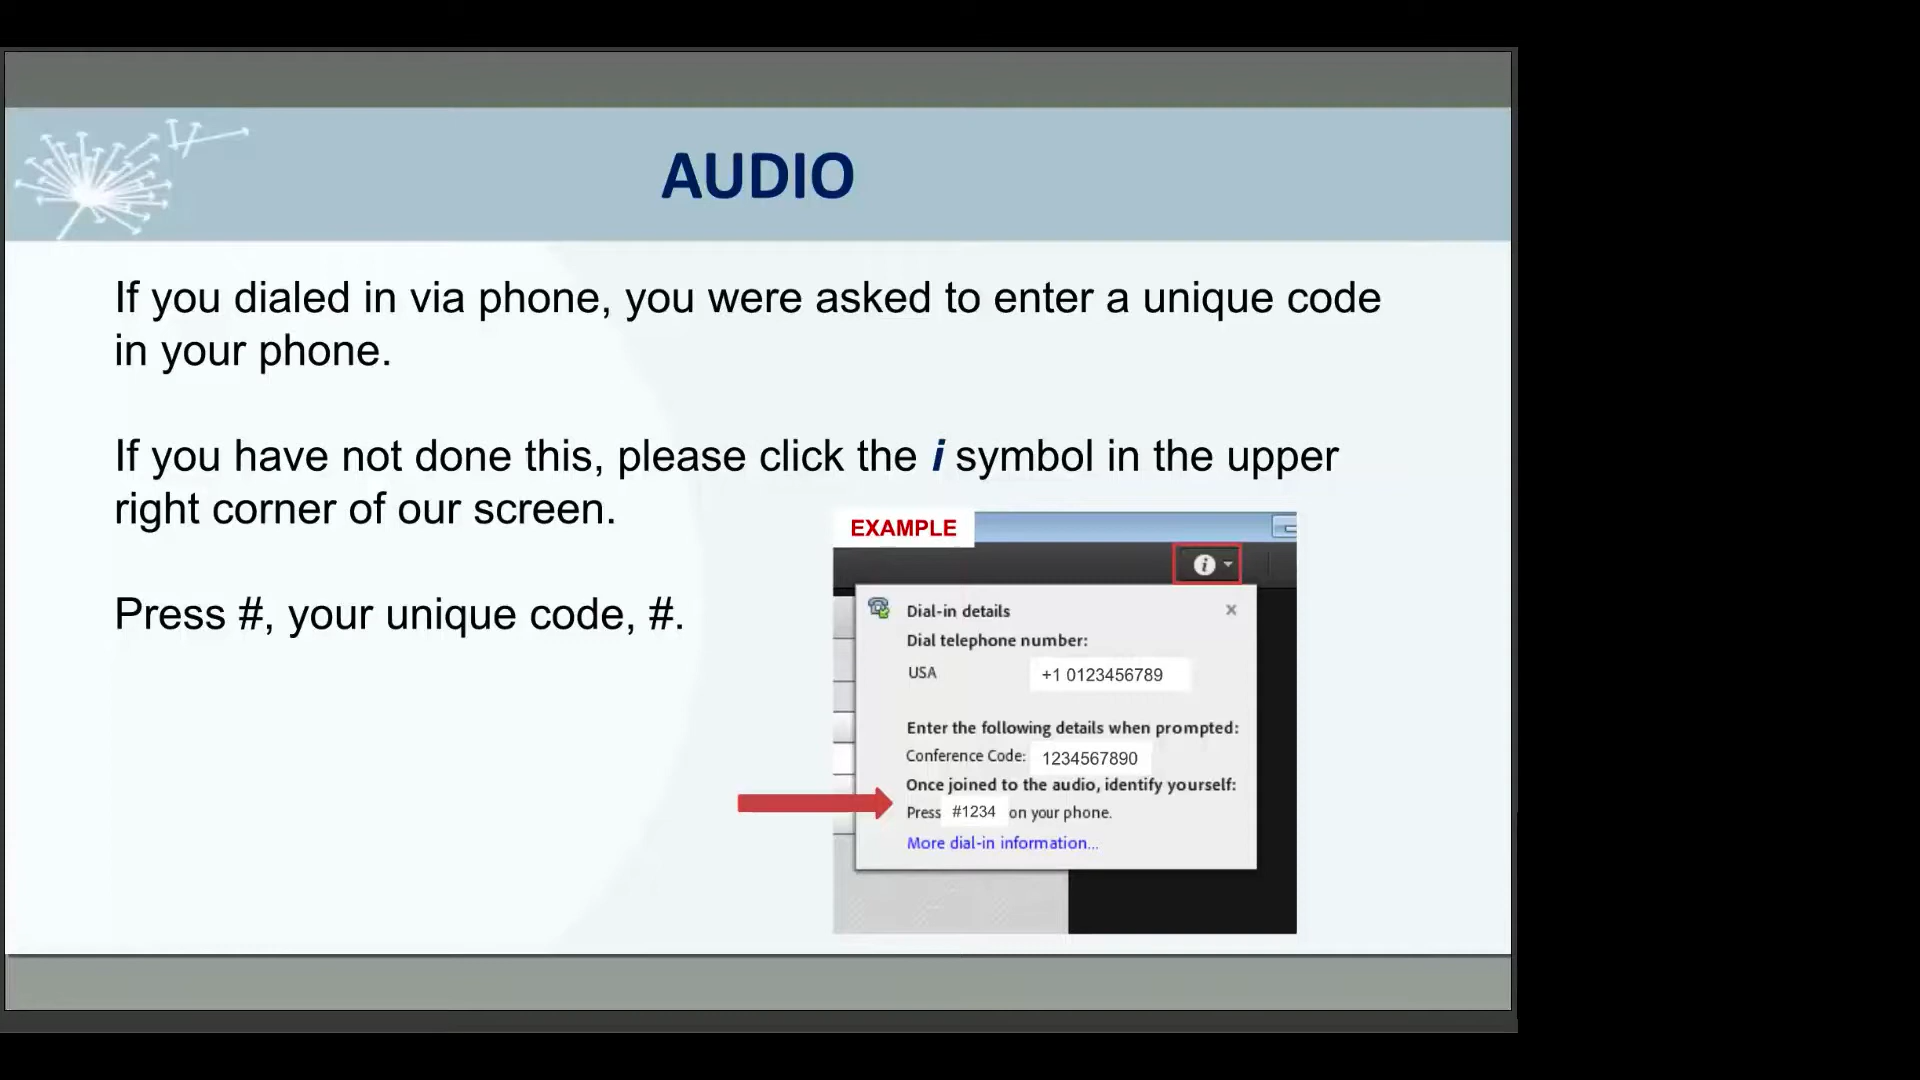 AUDIO
If you dialed in via phone, you were asked to enter a unique code
in your phone.
If you have not done this, please click the i symbol in the upper
right corner of our screen.
Press #, your unique code, #.
EXAMPLE
i
Dial-in details
Dial telephone number:
USA +1 0123456789
Enter the following details when prompted:
Conference Code: 1234567890
Once joined to the audio, identify yourself:
Press #1234 on your phone.
More dial-in information...